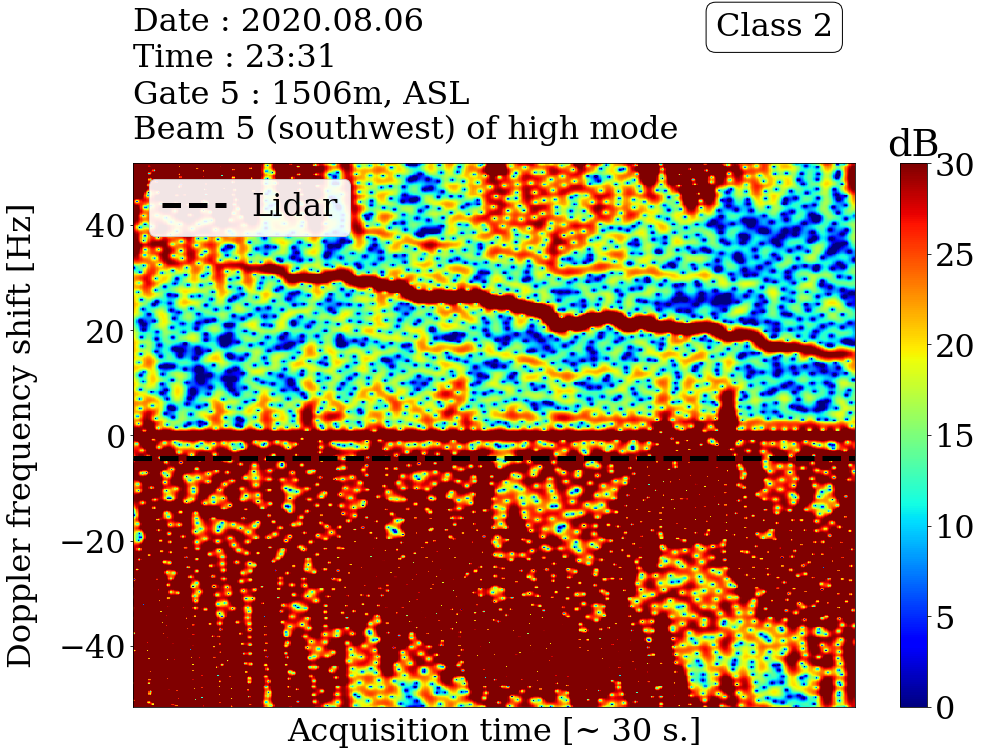 Date : 2020.08.06
Time : 23:31
Gate 5 : 1506m, ASL
Beam 5 (southwest) of high mode
Class 2
dB
Lidar
Doppler frequency shift [Hz]
40
20
0
−20
−40
30
25
20
15
10
5
0
Acquisition time [~ 30 s.]